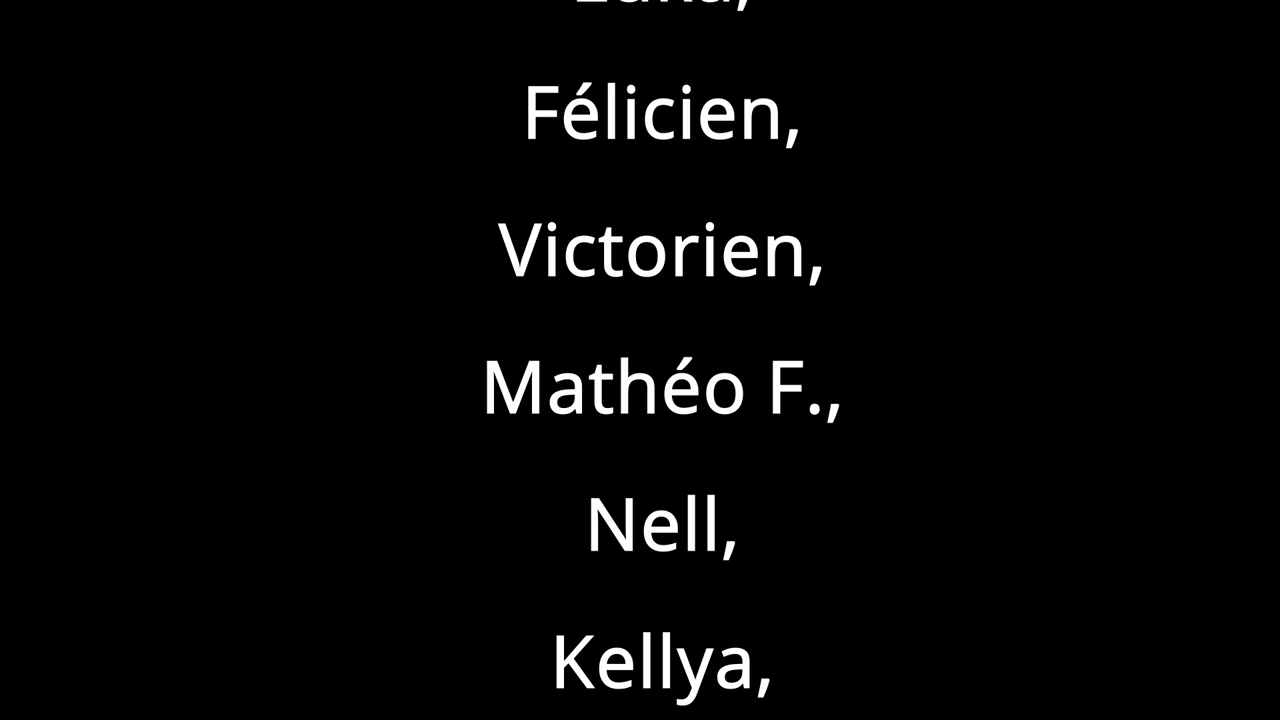 Félicien,
Victorien,
Mathéo F.,
Nell,
Kellya,